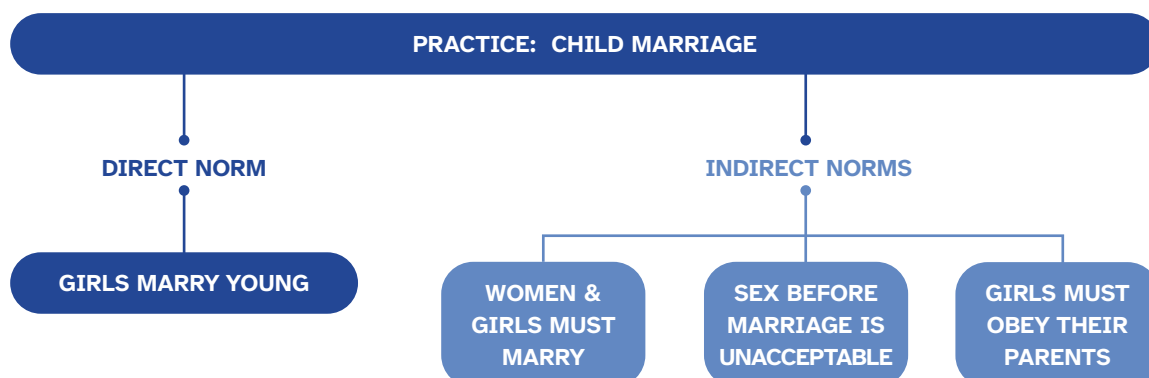 PRACTICE:  CHILD MARRIAGE
DIRECT NORM
INDIRECT NORMS
GIRLS MARRY YOUNG
WOMEN &
GIRLS MUST
MARRY
SEX BEFORE
MARRIAGE IS
UNACCEPTABLE
GIRLS MUST
OBEY THEIR
PARENTS